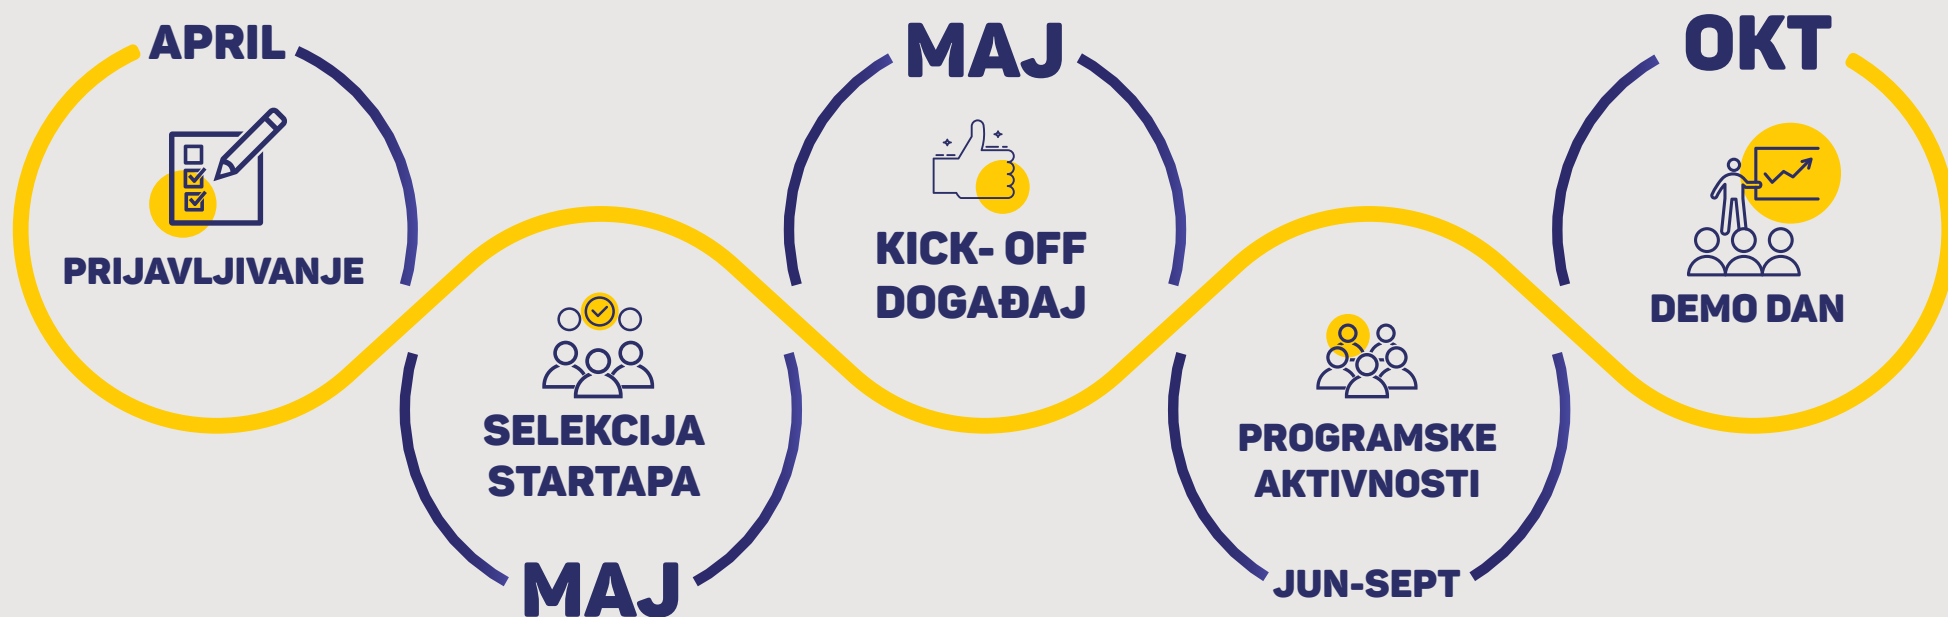 APRIL
PRIJAVLJIVANJE
SELEKCIJA
STARTAPA
MAJ
MAJ
KICK- OFF
DOGAĐAJ
PROGRAMSKE
AKTIVNOSTI
JUN-SEPT
OKT
DEMO DAN